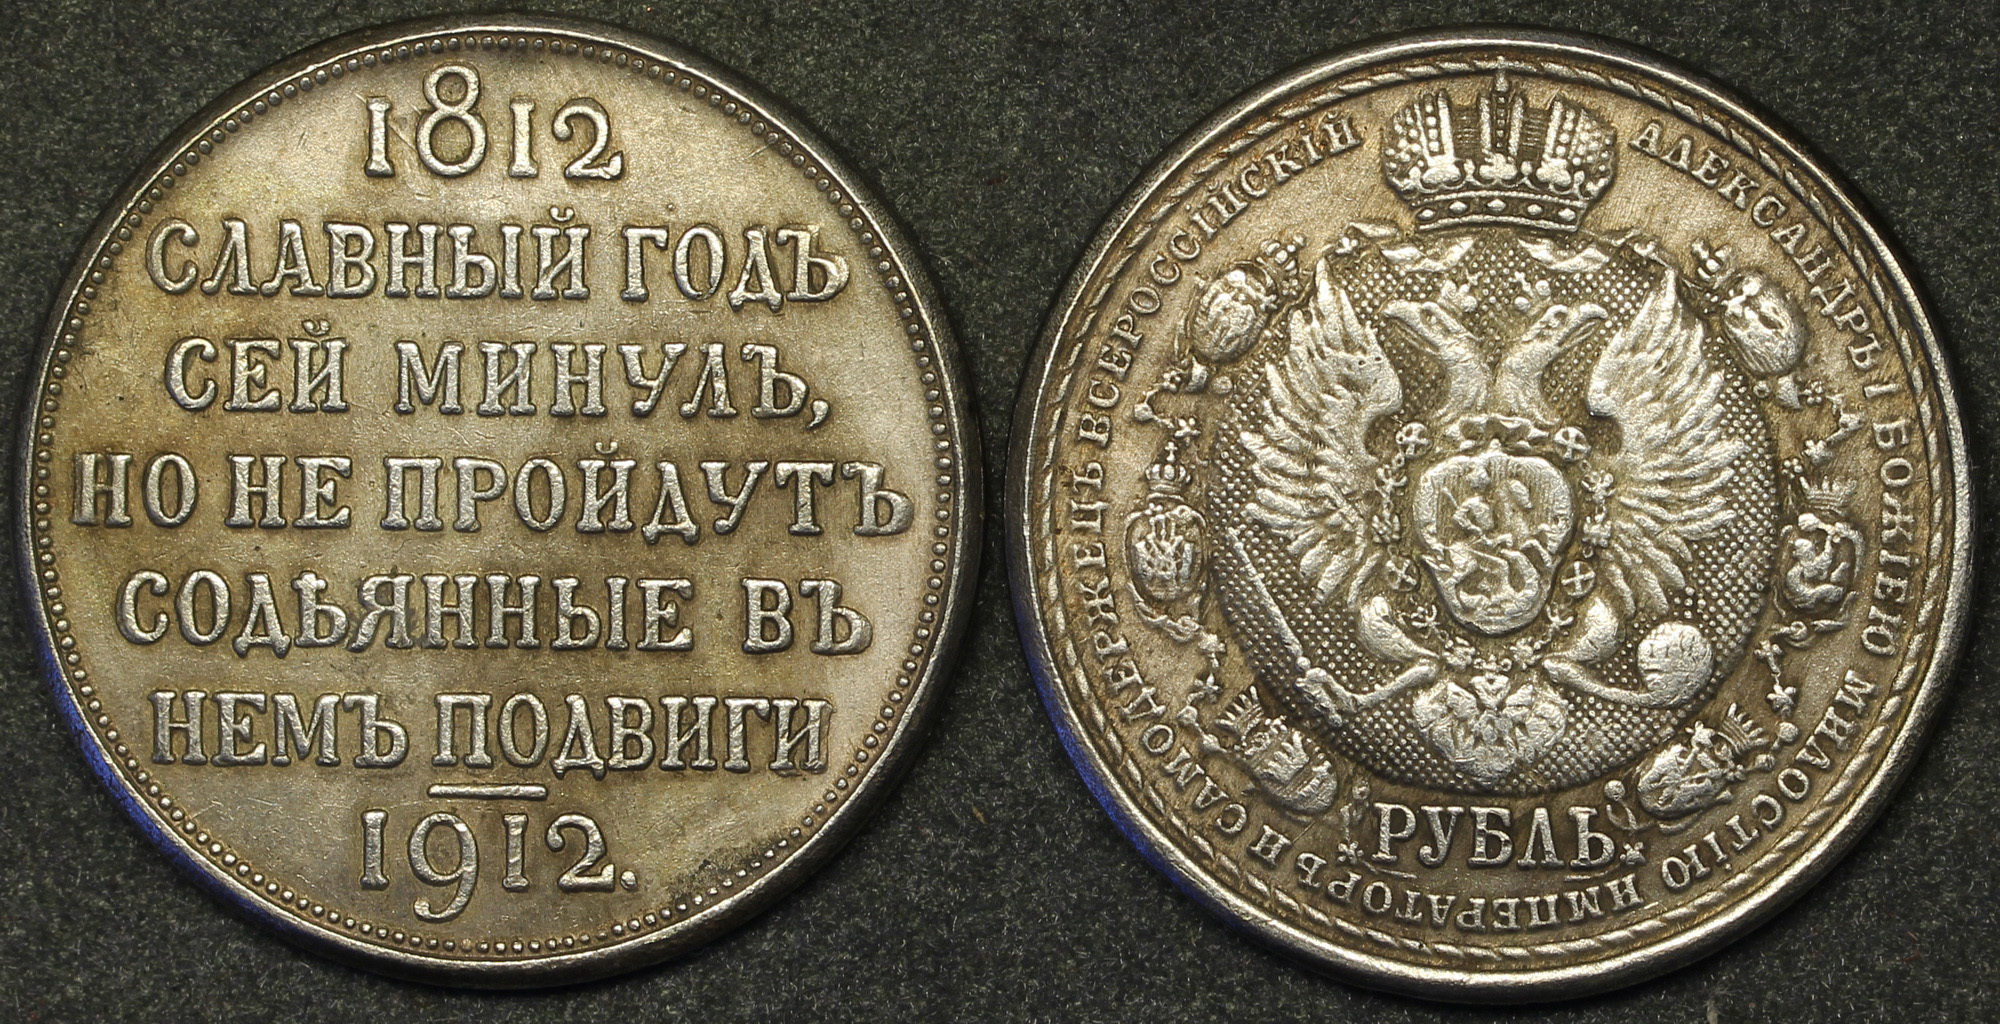 1812
СЛАВНЫЙ ГОДЪ
СЕЙ МИНУЛЪ,
НО НЕ ПРОЙДУТЪ
СОДѢЯННЫЕ ВЪ
НЕМЪ ПОДВИГИ
1912.
АЛЕКСАНДРЪ I БОЖІЕЮ МИЛОСТІЮ ИМПЕРАТОРЪ И САМОДЕРЖЕЦЪ ВСЕРОССІЙСКІЙ
РУБЛЬ